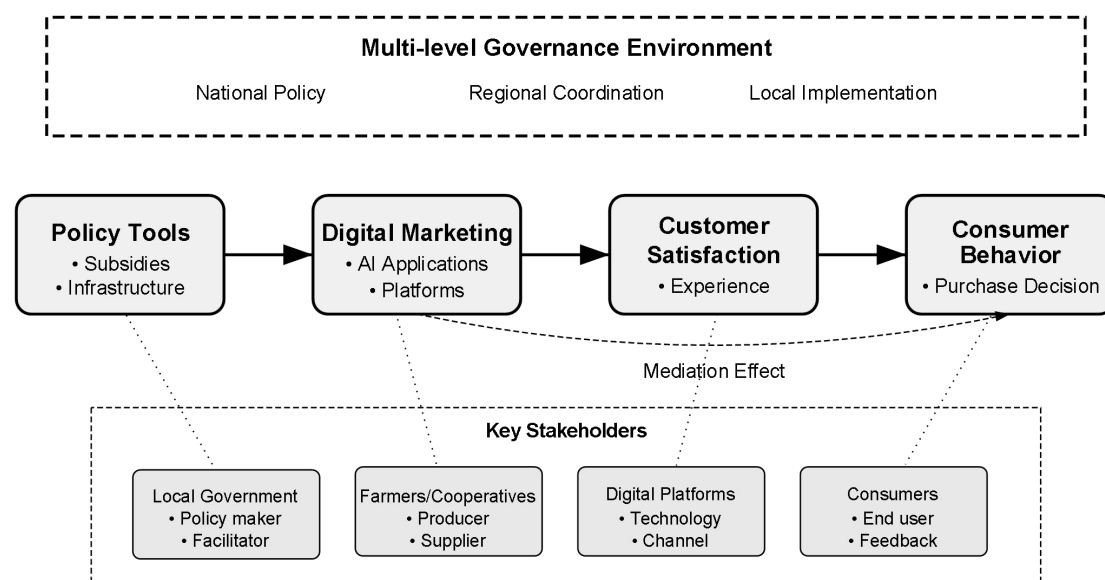 Multi-level Governance Environment
National Policy
Regional Coordination
Local Implementation
Policy Tools
• Subsidies
• Infrastructure
Digital Marketing
• AI Applications
• Platforms
Customer
Satisfaction
• Experience
Consumer
Behavior
• Purchase Decision
Mediation Effect
Key Stakeholders
Local Government
• Policy maker
• Facilitator
Farmers/Cooperatives
• Producer
• Supplier
Digital Platforms
• Technology
• Channel
Consumers
• End user
• Feedback